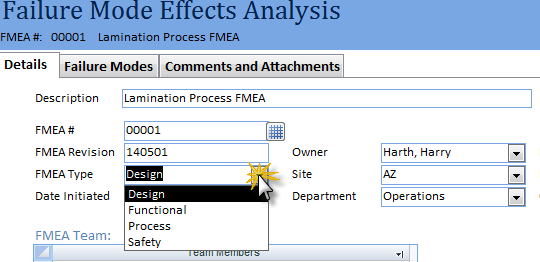 Failure Mode Effects Analysis
FMEA #: 00001 Lamination Process FMEA
Details Failure Modes Comments and Attachments
Description Lamination Process FMEA
FMEA # 00001
FMEA Revision 140501 Owner Harth, Harry
FMEA Type Design Site AZ
Date Initiated Design Department Operations
Functional
Process
Safety
FMEA Team:
Team Members